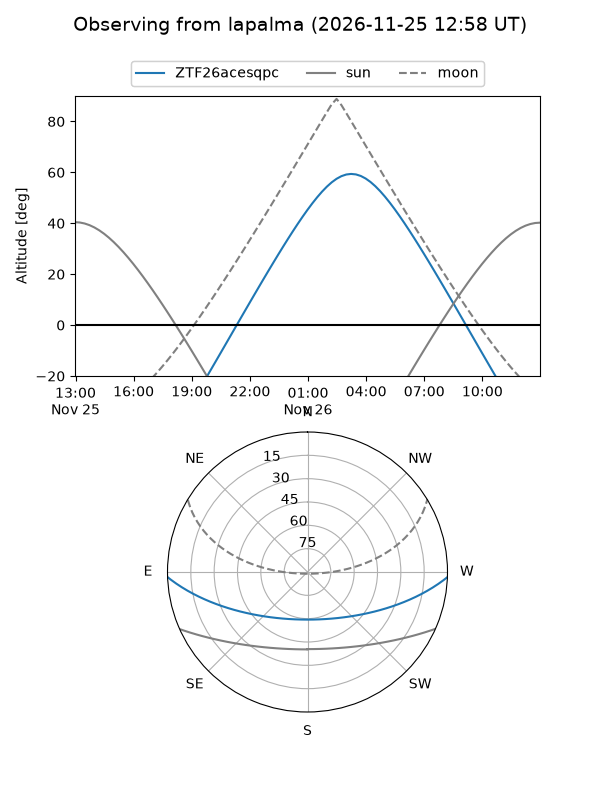 Observing from lapalma (2026-11-25 12:58 UT)
ZTF26acesqpc sun moon
Altitude [deg]
80
60
40
20
0
−20
13:00 16:00 19:00 22:00 01:00 04:00 07:00 10:00
Nov 25 Nov 26
N
NE NW
15
30
45
60
75
E W
SE SW
S